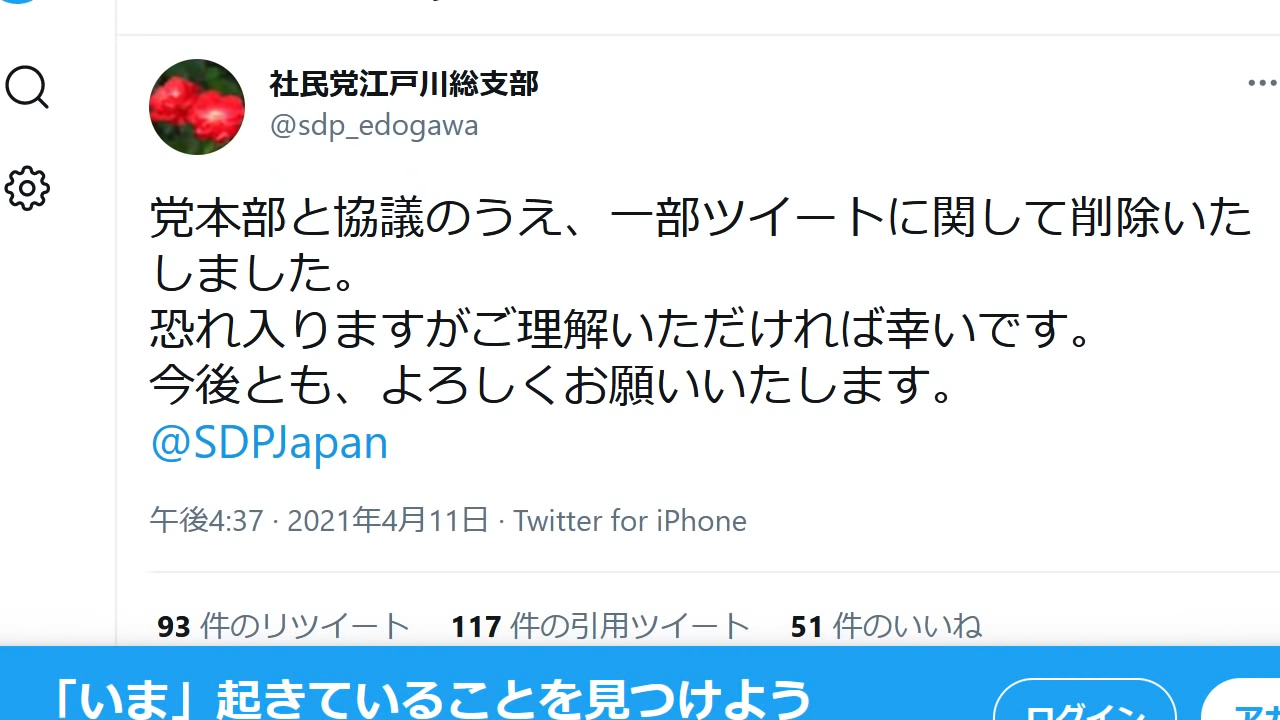 社民党江戸川総支部
@sdp_edogawa
党本部と協議のうえ、一部ツイートに関して削除いた
しました。
恐れ入りますがご理解いただければ幸いです。
今後とも、よろしくお願いいたします。
@SDPJapan
午後4:37 · 2021年4月11日 · Twitter for iPhone
93 件のリツイート 117 件の引用ツイート 51 件のいいね
「いま」起きていることを見つけよう
ログイン